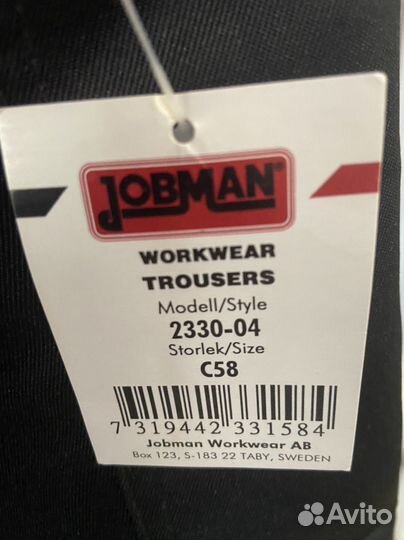 JOBMAN®
WORKWEAR
TROUSERS
Modell/Style
2330-04
Storlek/Size
C58
7 319442 331584
Jobman Workwear AB
Box 123, S-183 22 TABY, SWEDEN
Avito